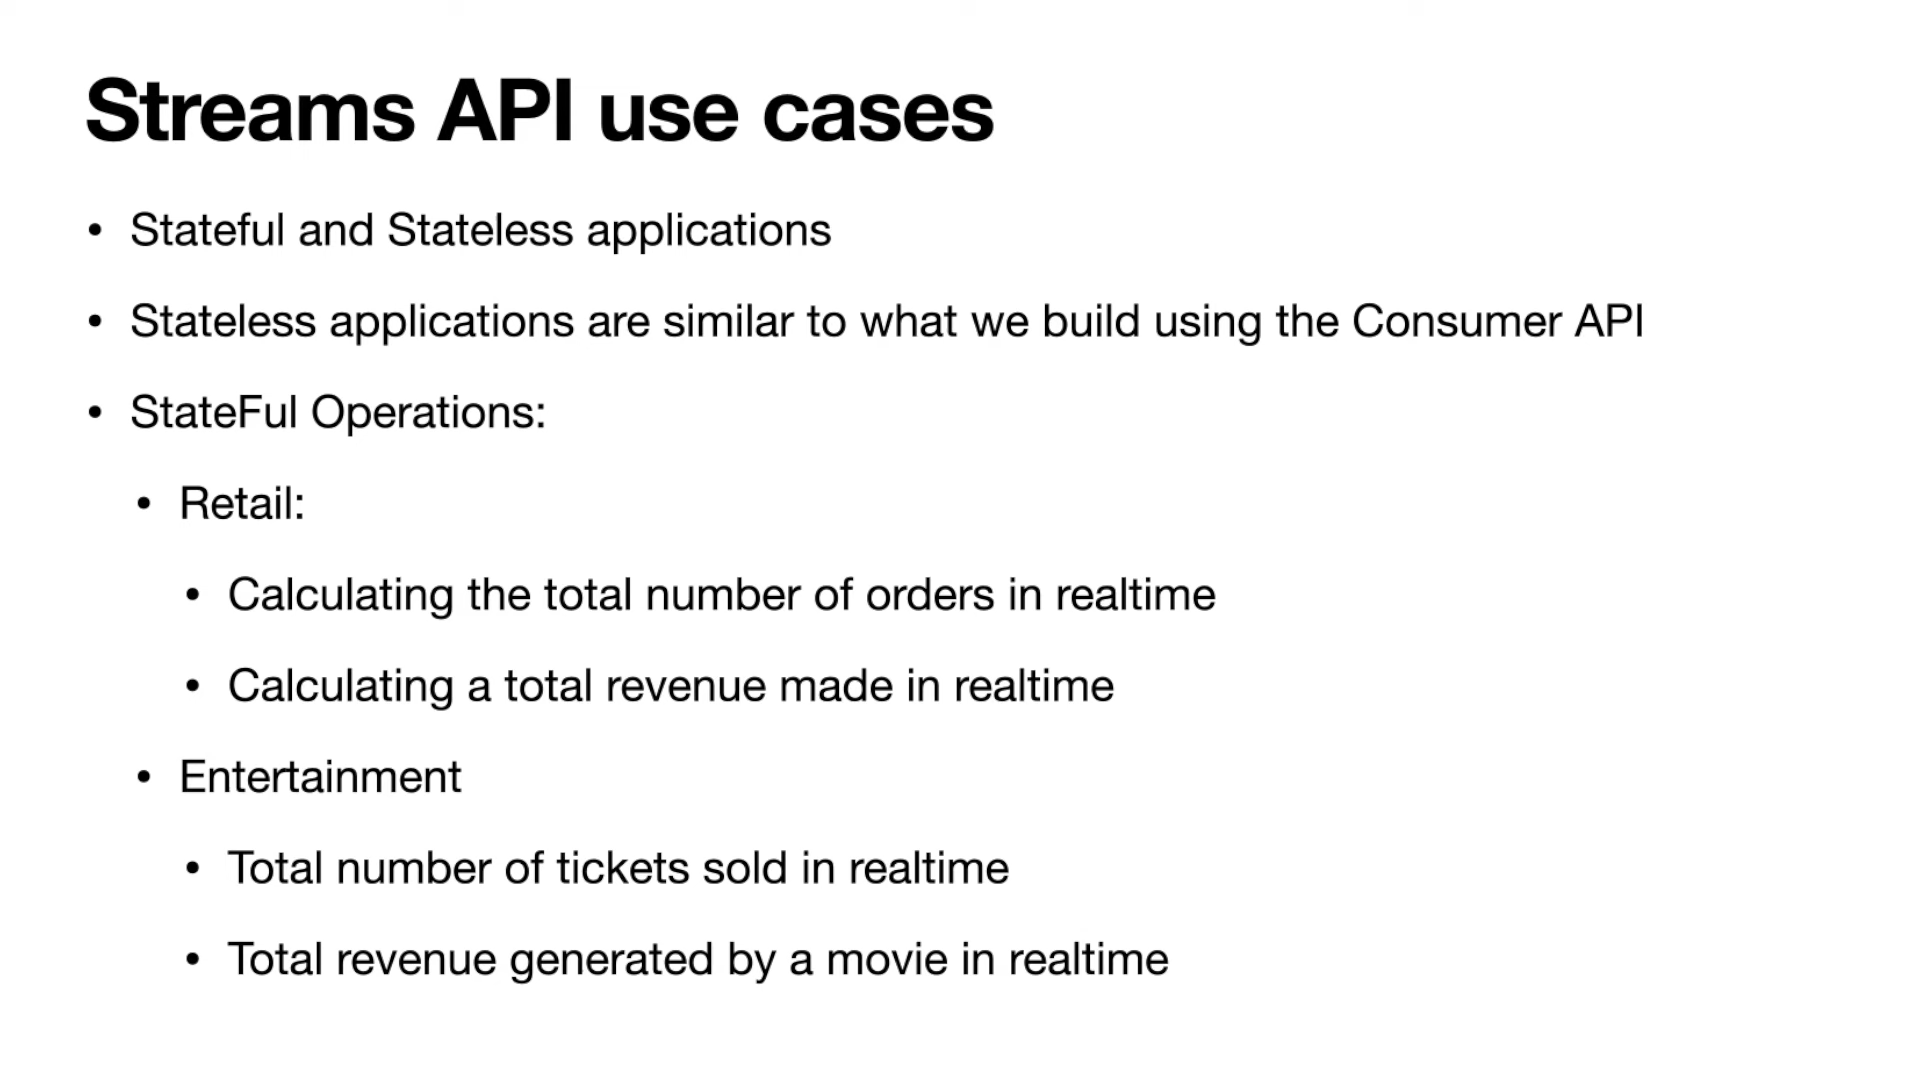 Streams API use cases
• Stateful and Stateless applications
• Stateless applications are similar to what we build using the Consumer API
• StateFul Operations:
• Retail:
• Calculating the total number of orders in realtime
• Calculating a total revenue made in realtime
• Entertainment
• Total number of tickets sold in realtime
• Total revenue generated by a movie in realtime